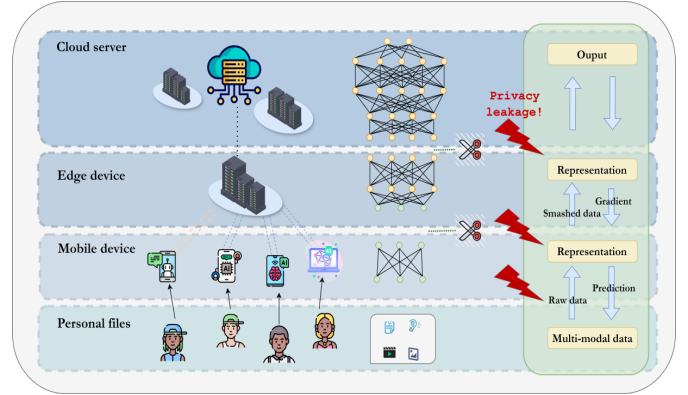 Cloud server
Ouput
Privacy
leakage!
Edge device
Representation
Gradient
Smashed data
Mobile device
AI
AI
Representation
Prediction
Raw data
Personal files
Multi-modal data